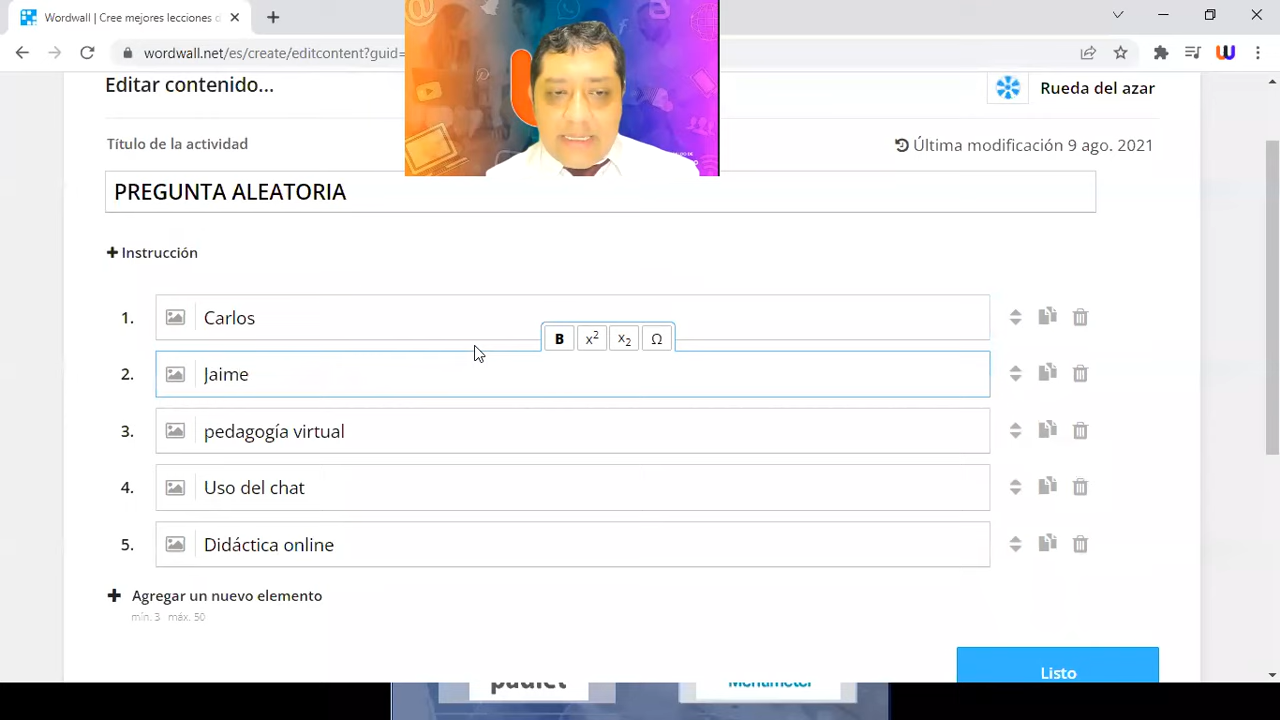 Wordwall | Cree mejores lecciones d
wordwall.net/es/create/editcontent?guid=
Editar contenido...
Rueda del azar
Título de la actividad
Última modificación 9 ago. 2021
PREGUNTA ALEATORIA
Instrucción
1. Carlos
B x² x₂ Ω
2. Jaime
3. pedagogía virtual
4. Uso del chat
5. Didáctica online
Agregar un nuevo elemento
mín. 3 máx. 50
Listo
padlet
Mentimeter